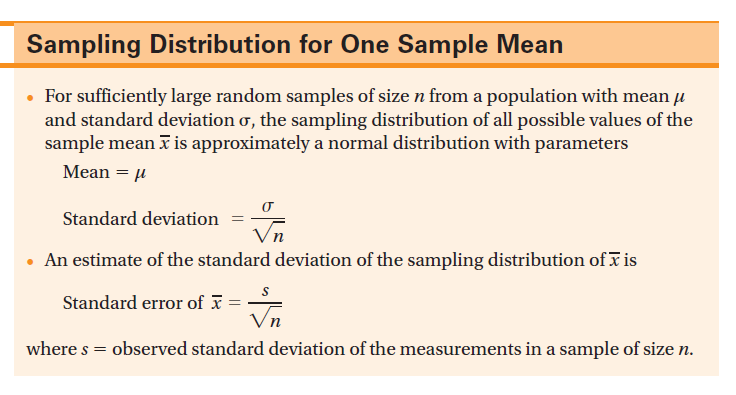 Sampling Distribution for One Sample Mean
• For sufficiently large random samples of size n from a population with mean μ
and standard deviation σ, the sampling distribution of all possible values of the
sample mean x̅ is approximately a normal distribution with parameters
Mean = μ
Standard deviation = σ/√n
• An estimate of the standard deviation of the sampling distribution of x̅ is
Standard error of x̅ = s/√n
where s = observed standard deviation of the measurements in a sample of size n.